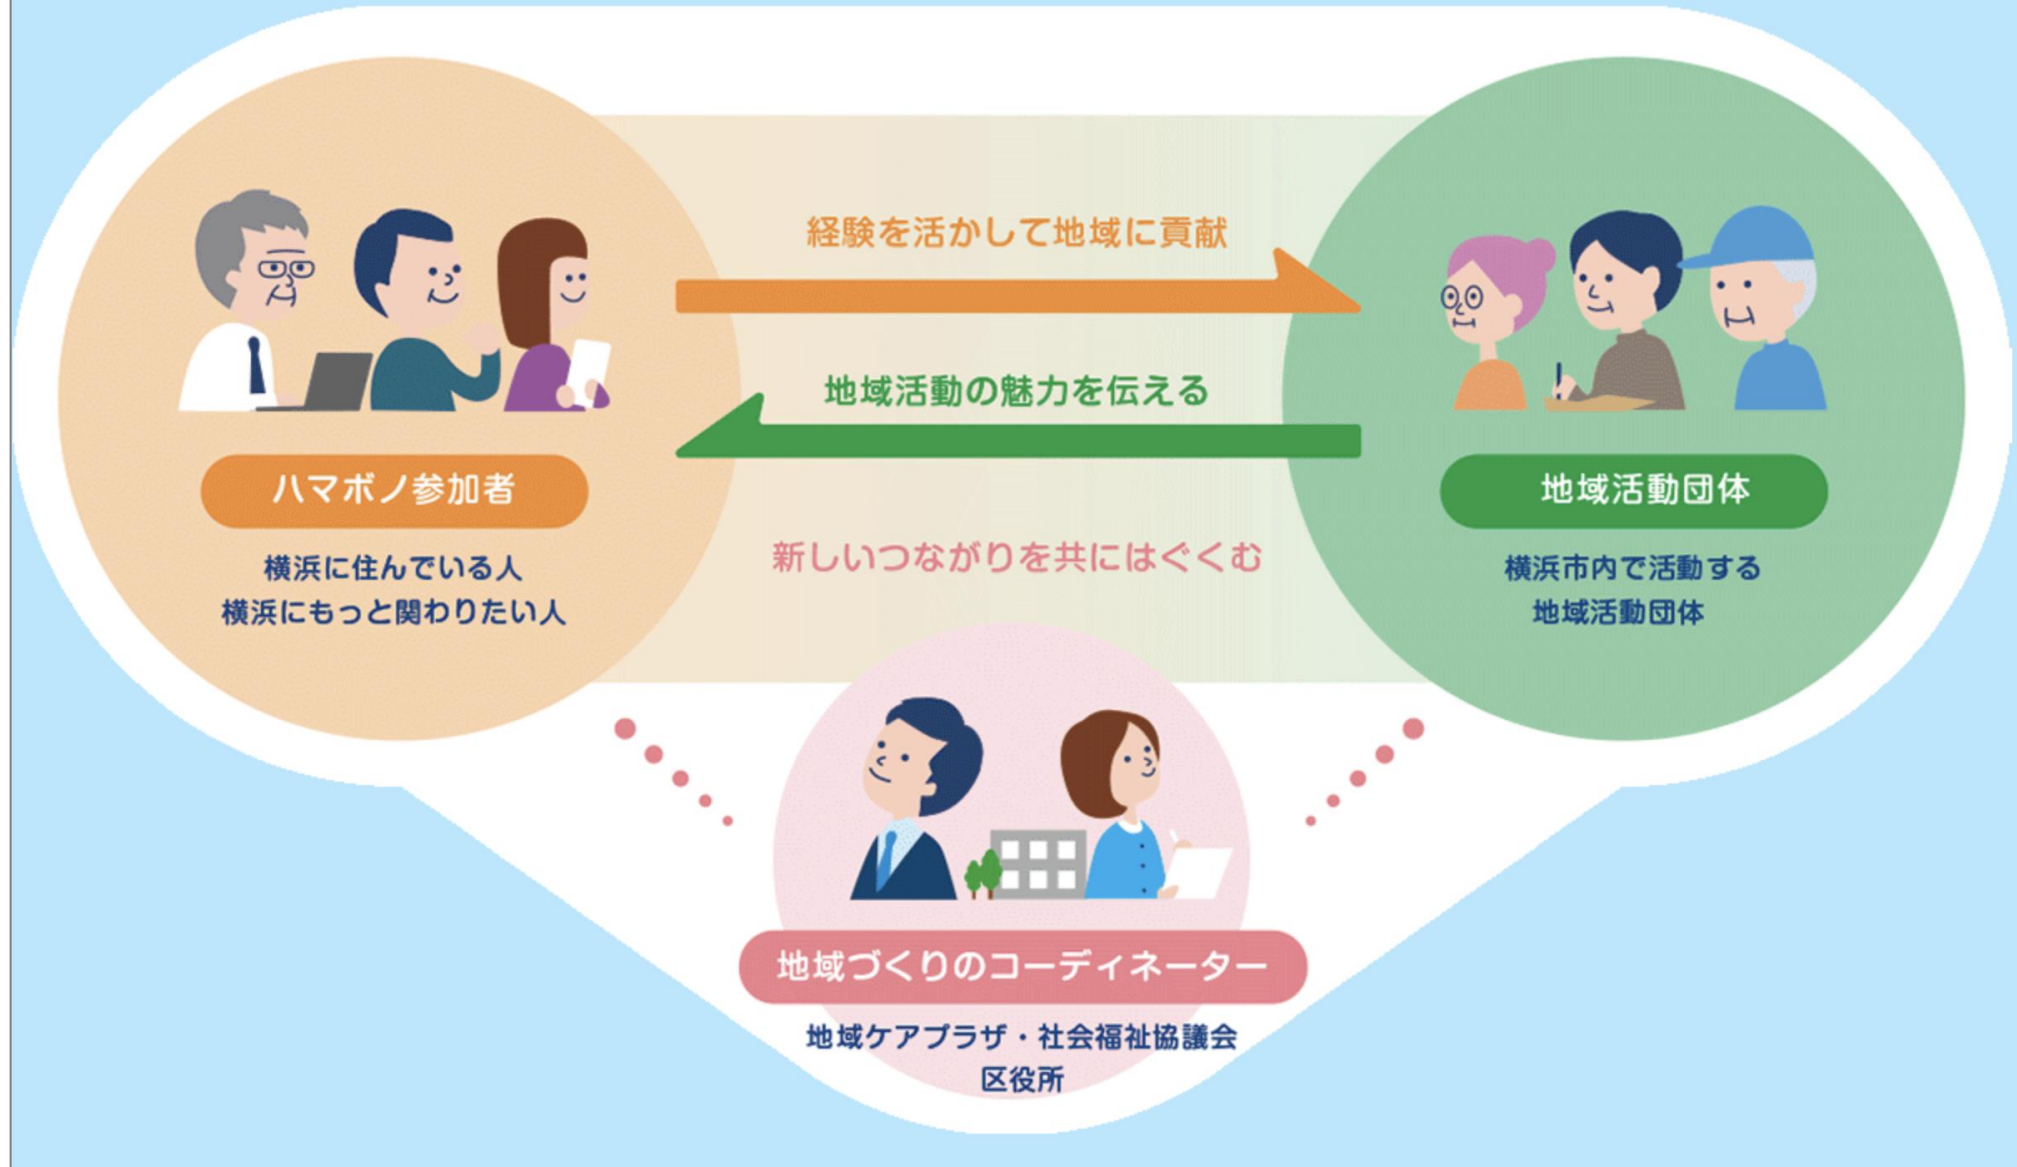 経験を活かして地域に貢献
地域活動の魅力を伝える
ハマボノ参加者
地域活動団体
新しいつながりを共にはぐくむ
横浜に住んでいる人
横浜にもっと関わりたい人
横浜市内で活動する
地域活動団体
地域づくりのコーディネーター
地域ケアプラザ・社会福祉協議会
区役所